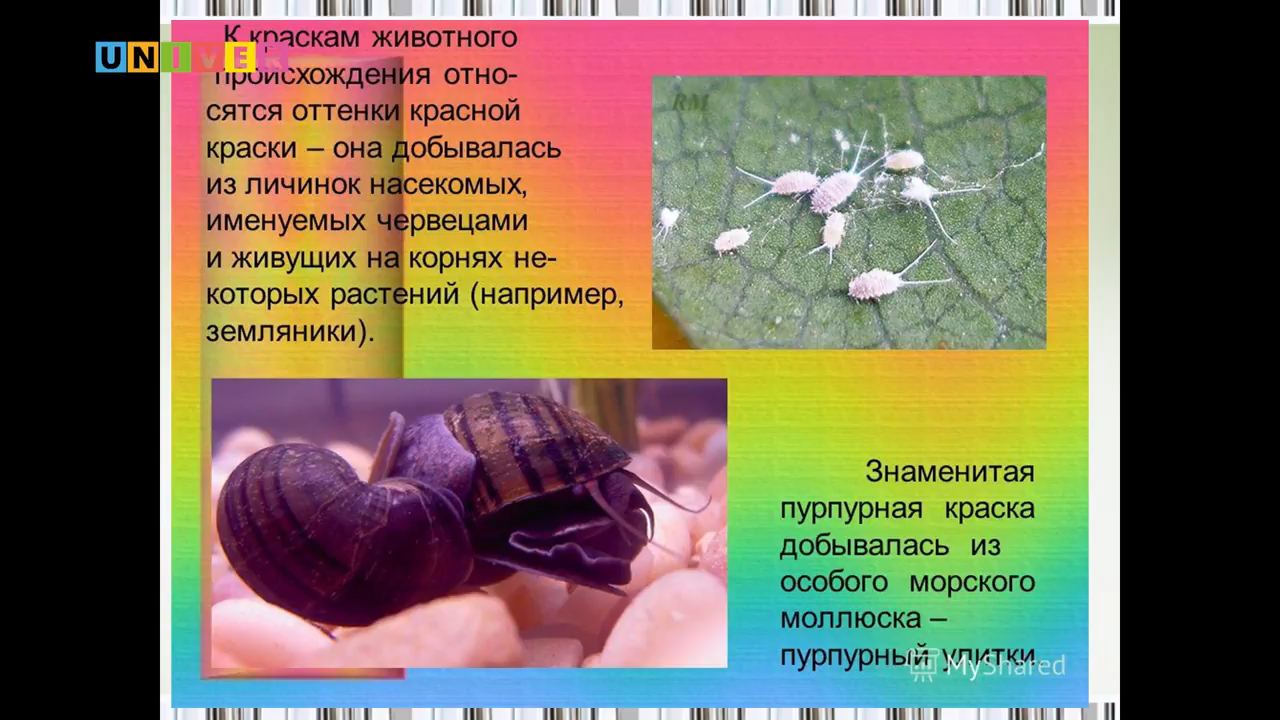 UNIVER
К краскам животного
происхождения отно-
сятся оттенки красной
краски – она добывалась
из личинок насекомых,
именуемых червецами
и живущих на корнях не-
которых растений (например,
земляники).
RM
Знаменитая
пурпурная краска
добывалась из
особого морского
моллюска –
пурпурный улитки
MyShared